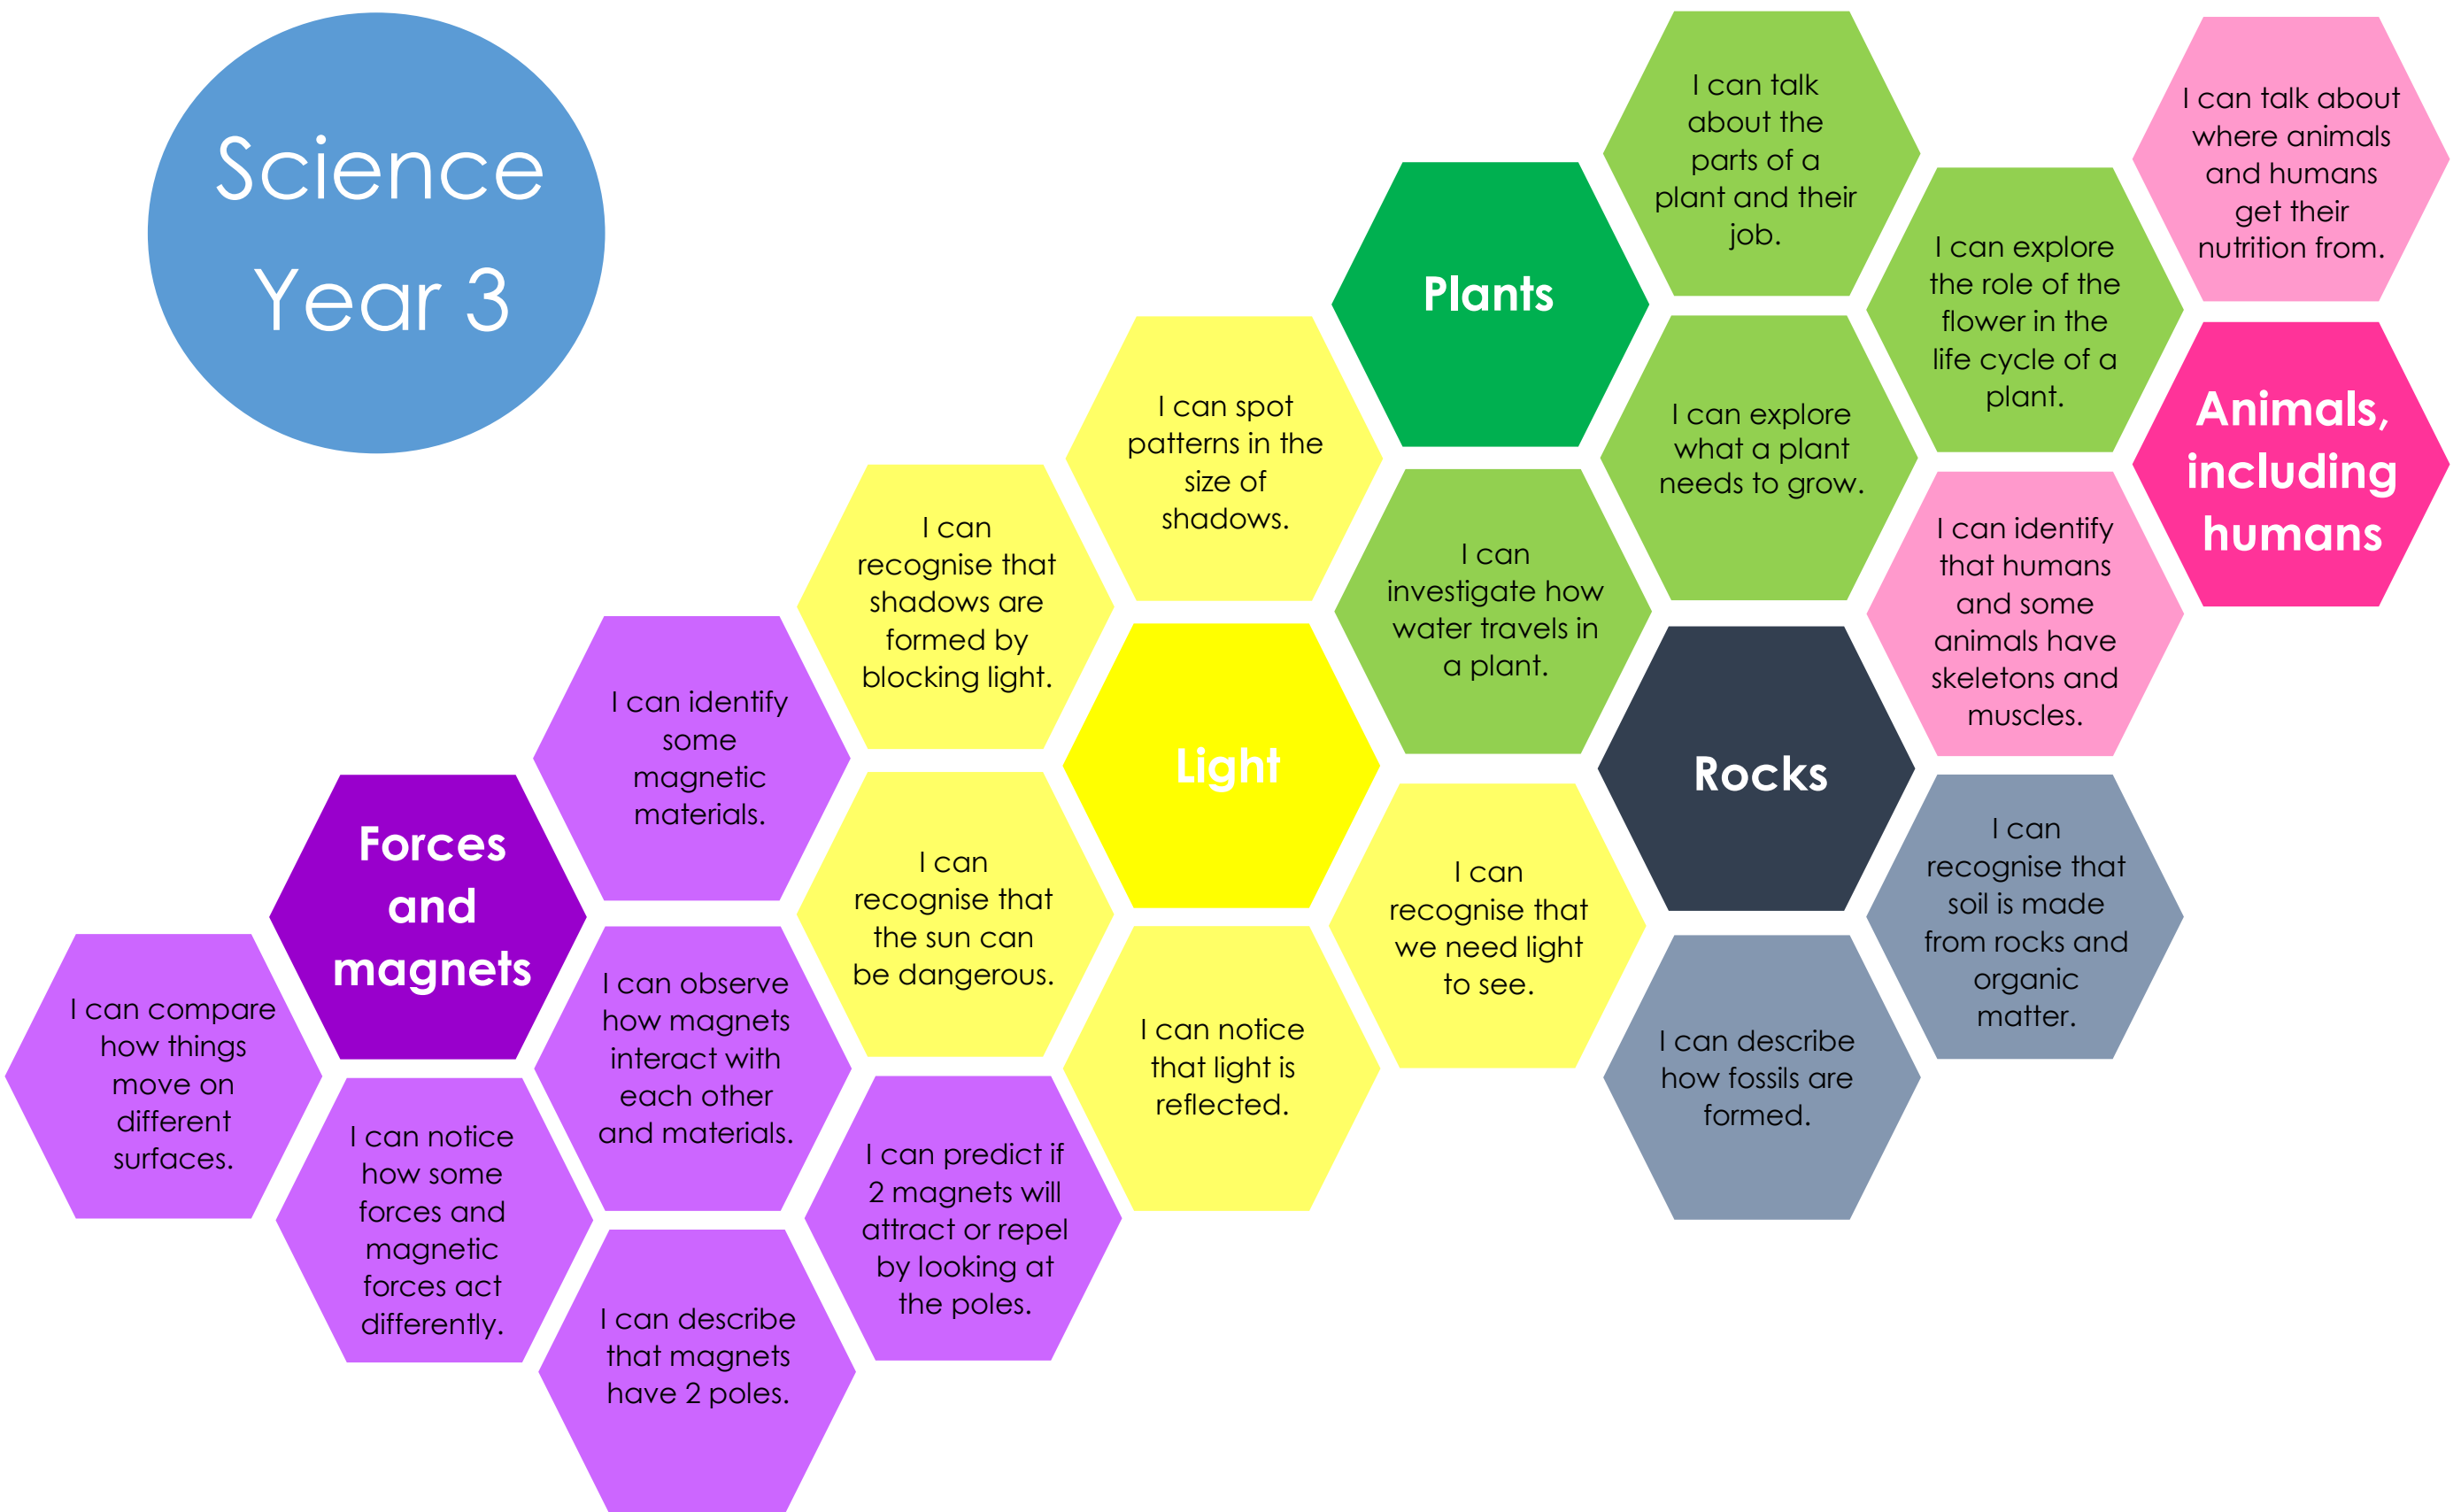 Science
Year 3
I can talk
about the
parts of a
plant and their
job.
I can talk about
where animals
and humans
get their
nutrition from.
Plants
I can explore
the role of the
flower in the
life cycle of a
plant.
I can spot
patterns in the
size of
shadows.
I can explore
what a plant
needs to grow.
Animals,
including
humans
I can
recognise that
shadows are
formed by
blocking light.
I can
investigate how
water travels in
a plant.
I can identify
that humans
and some
animals have
skeletons and
muscles.
I can identify
some
magnetic
materials.
Light
Rocks
Forces
and
magnets
I can
recognise that
the sun can
be dangerous.
I can
recognise that
we need light
to see.
I can
recognise that
soil is made
from rocks and
organic
matter.
I can compare
how things
move on
different
surfaces.
I can observe
how magnets
interact with
each other
and materials.
I can notice
that light is
reflected.
I can describe
how fossils are
formed.
I can notice
how some
forces and
magnetic
forces act
differently.
I can predict if
2 magnets will
attract or repel
by looking at
the poles.
I can describe
that magnets
have 2 poles.